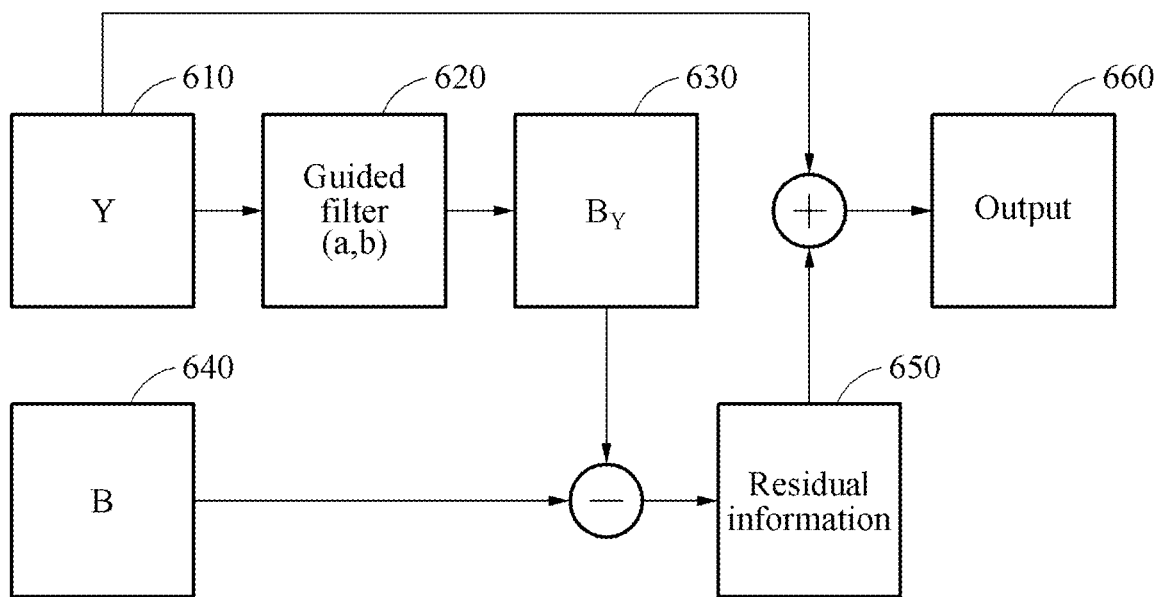 610
620
630
660
Y
Guided
filter
(a,b)
B_Y
+
Output
640
650
B
−
Residual
information